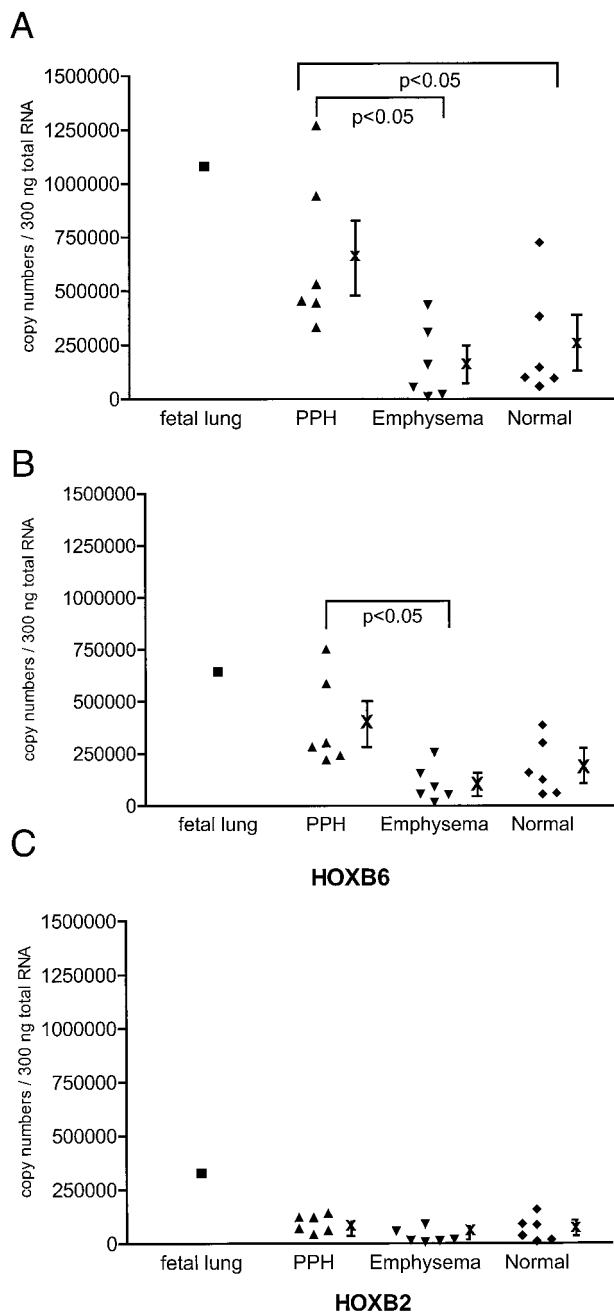 A
p<0.05
p<0.05
copy numbers / 300 ng total RNA
1500000
1250000
1000000
750000
500000
250000
0
fetal lung PPH Emphysema Normal
B
p<0.05
copy numbers / 300 ng total RNA
1500000
1250000
1000000
750000
500000
250000
0
fetal lung PPH Emphysema Normal
C
HOXB6
copy numbers / 300 ng total RNA
1500000
1250000
1000000
750000
500000
250000
0
fetal lung PPH Emphysema Normal
HOXB2